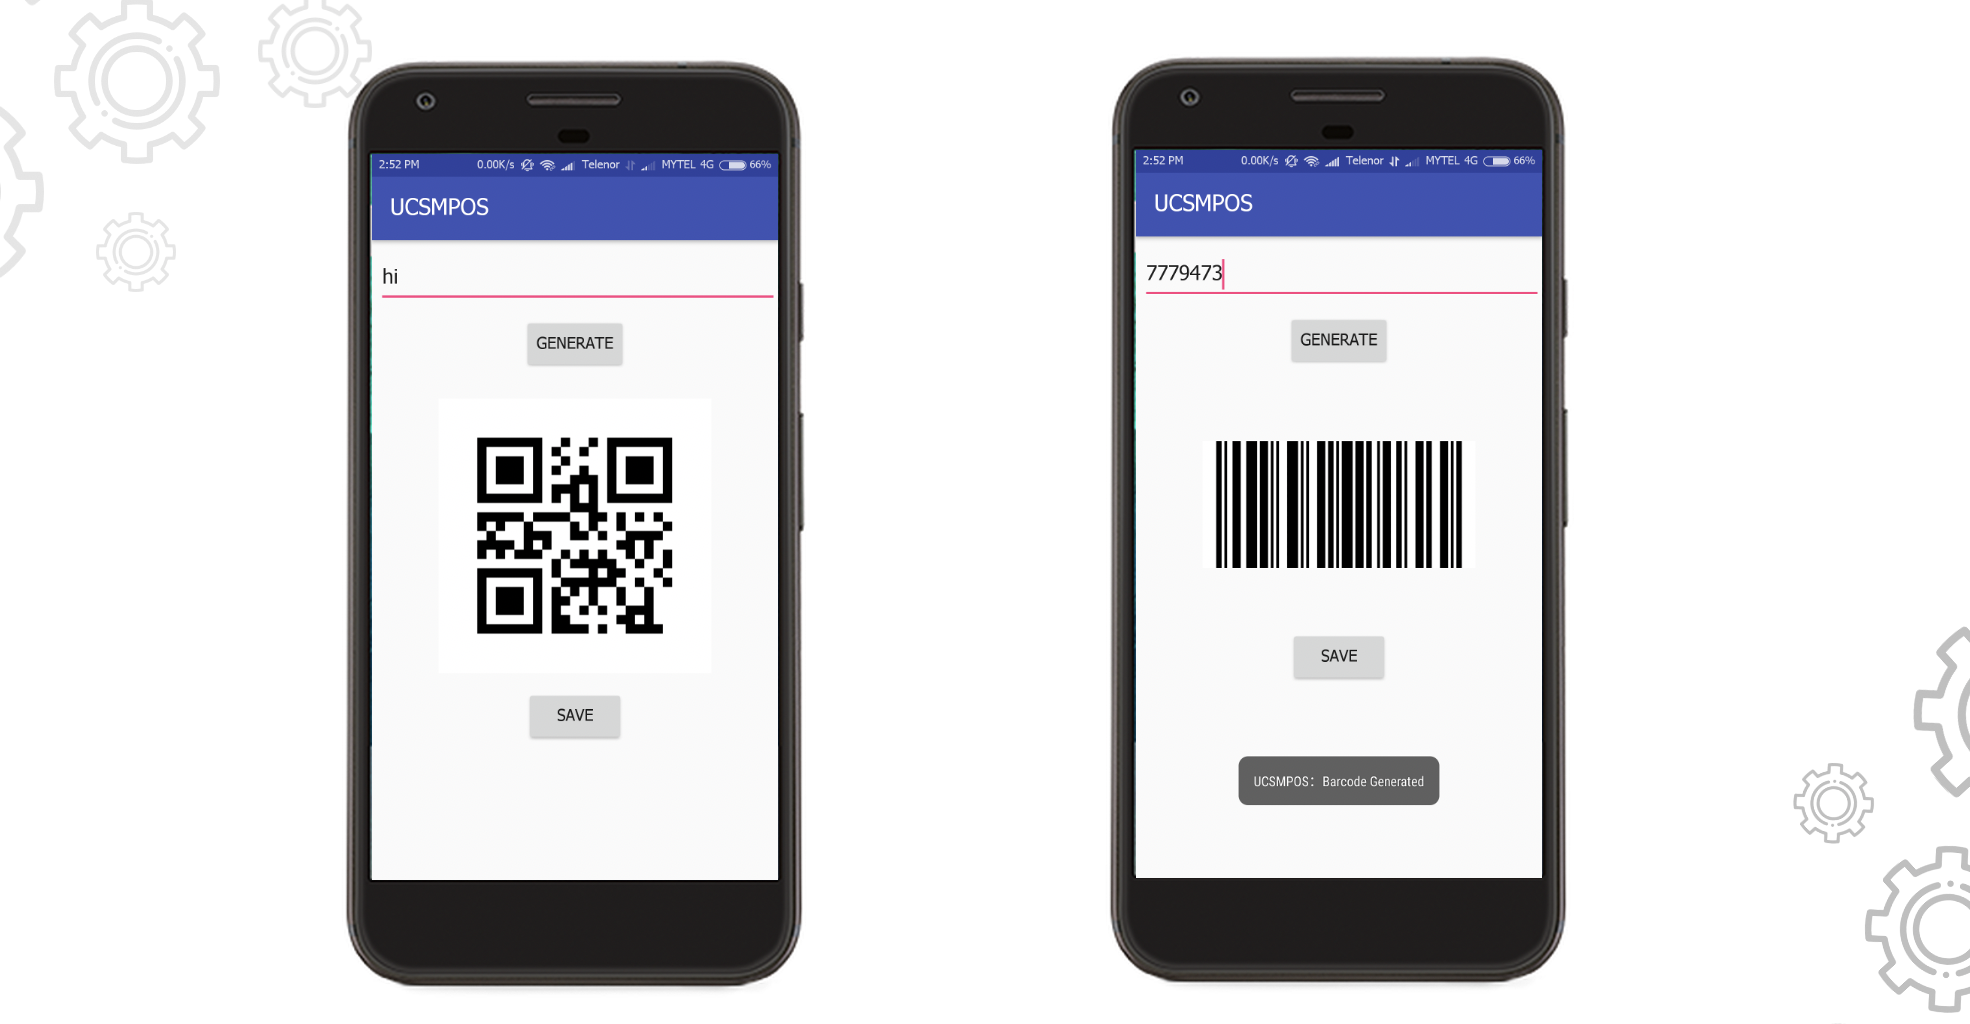 2:52 PM 0.00K/s Telenor MYTEL 4G 66%
UCSMPOS
hi
GENERATE
SAVE
2:52 PM 0.00K/s Telenor MYTEL 4G 66%
UCSMPOS
7779473
GENERATE
SAVE
UCSMPOS: Barcode Generated